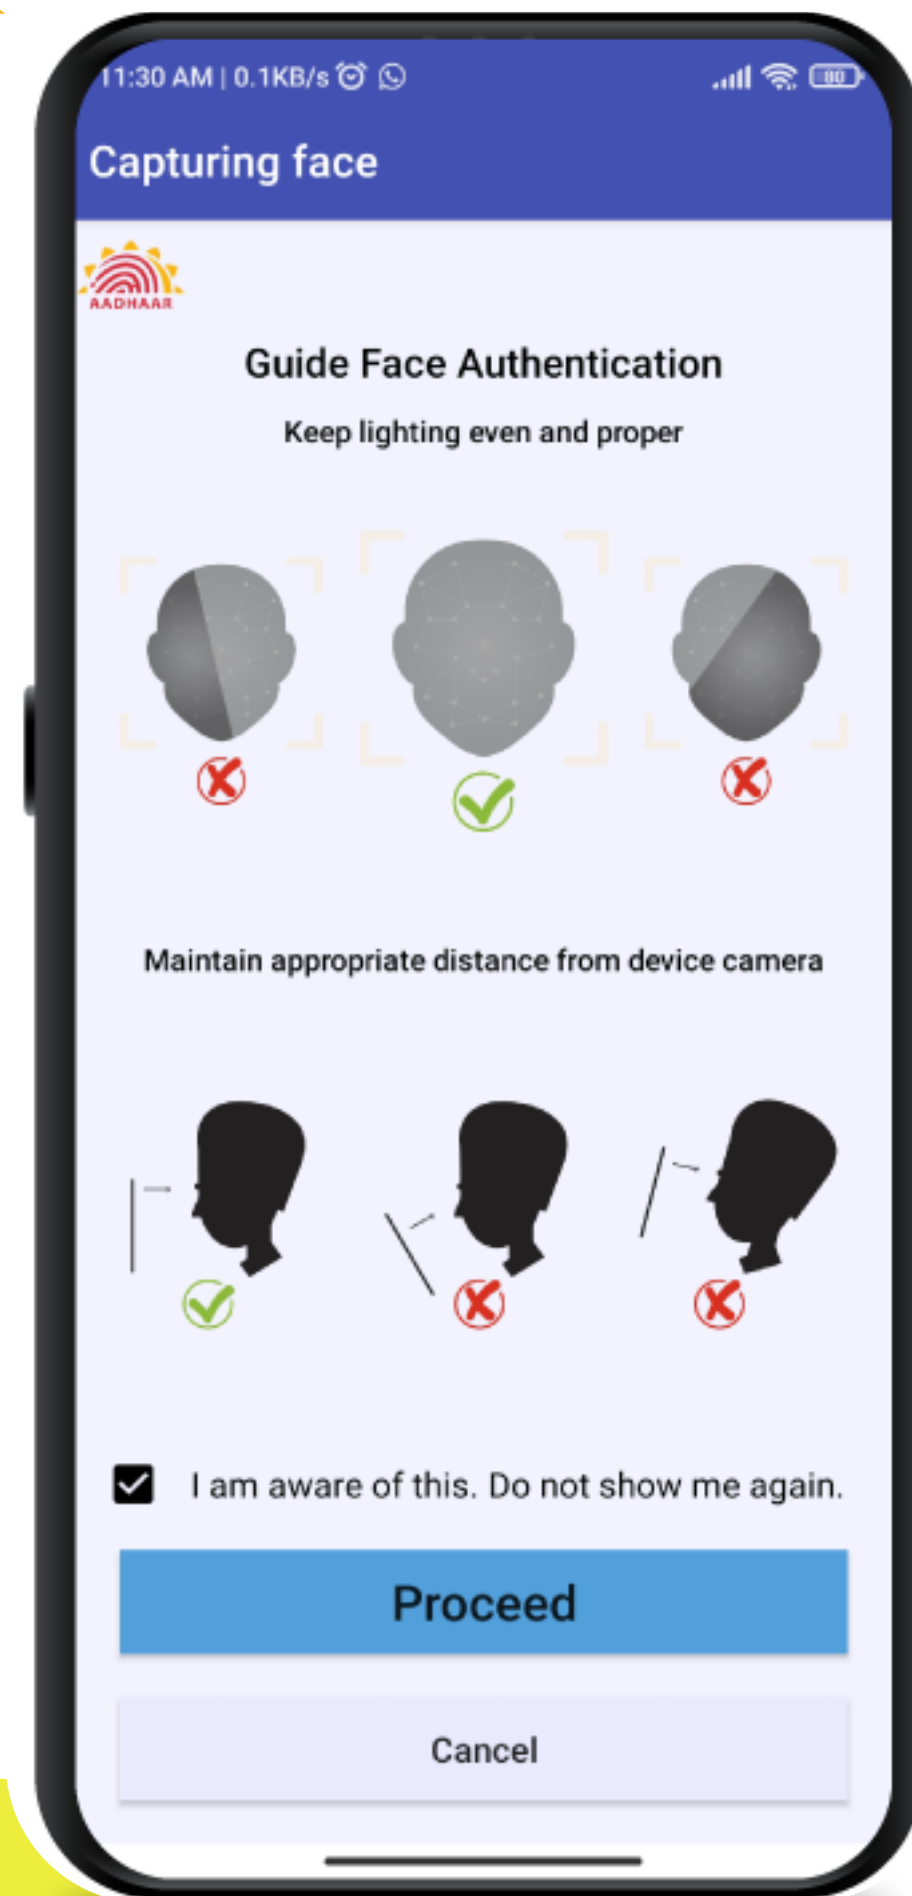 11:30 AM | 0.1KB/s
80
Capturing face
AADHAAR
Guide Face Authentication
Keep lighting even and proper
Maintain appropriate distance from device camera
I am aware of this. Do not show me again.
Proceed
Cancel